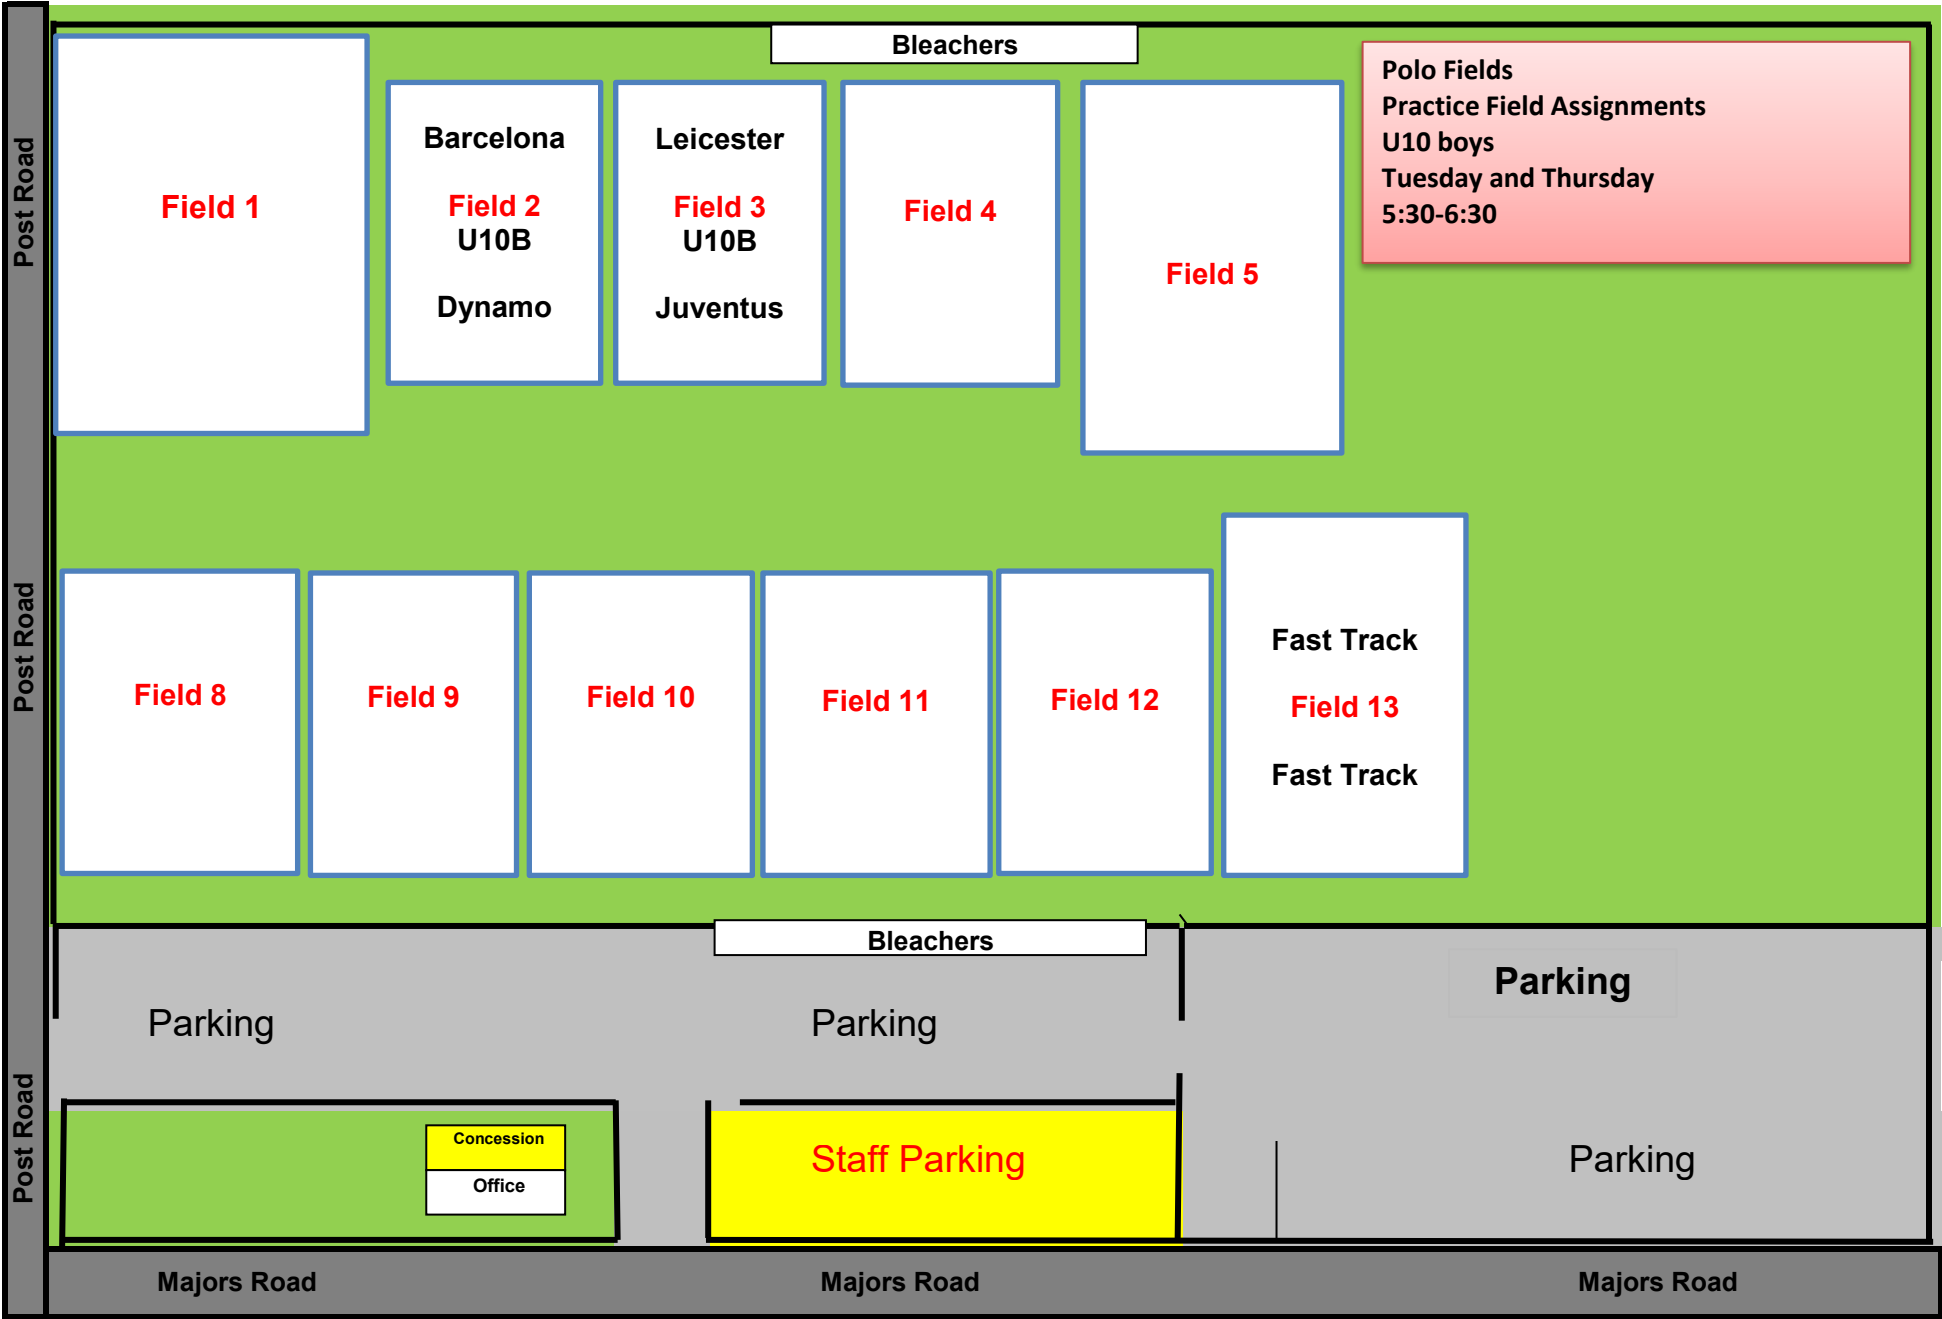 Bleachers
Polo Fields
Practice Field Assignments
U10 boys
Tuesday and Thursday
5:30-6:30
Post Road
Field 1
Barcelona
Field 2
U10B
Dynamo
Leicester
Field 3
U10B
Juventus
Field 4
Field 5
Post Road
Field 8
Field 9
Field 10
Field 11
Field 12
Fast Track
Field 13
Fast Track
Bleachers
Parking
Parking
Parking
Post Road
Concession
Office
Staff Parking
Parking
Majors Road
Majors Road
Majors Road